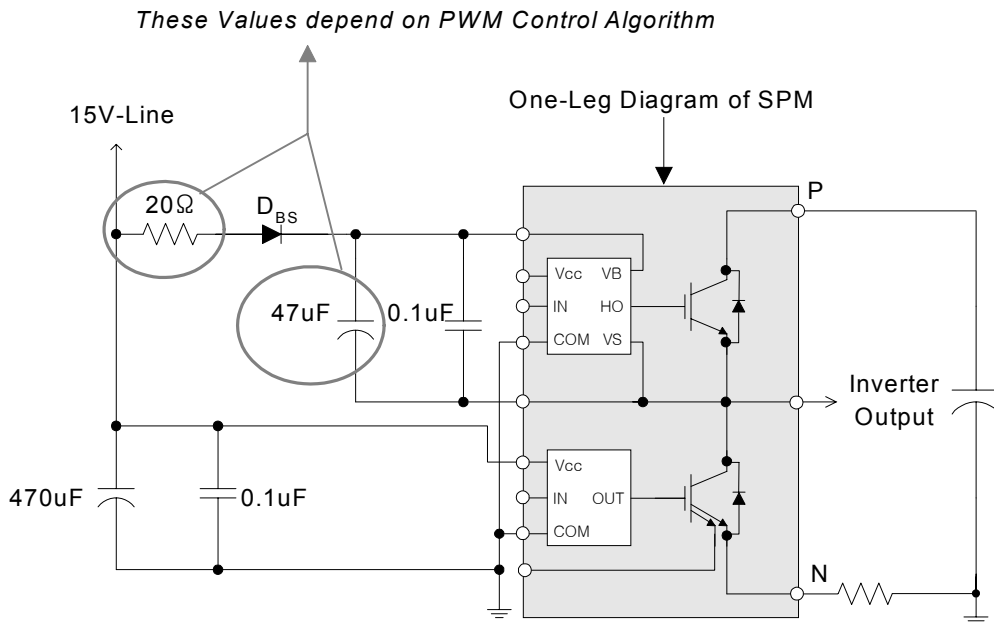 These Values depend on PWM Control Algorithm
One-Leg Diagram of SPM
15V-Line
P
20Ω
DBS
47uF
0.1uF
Vcc
VB
IN
HO
COM
VS
Inverter
Output
470uF
0.1uF
Vcc
IN
OUT
COM
N